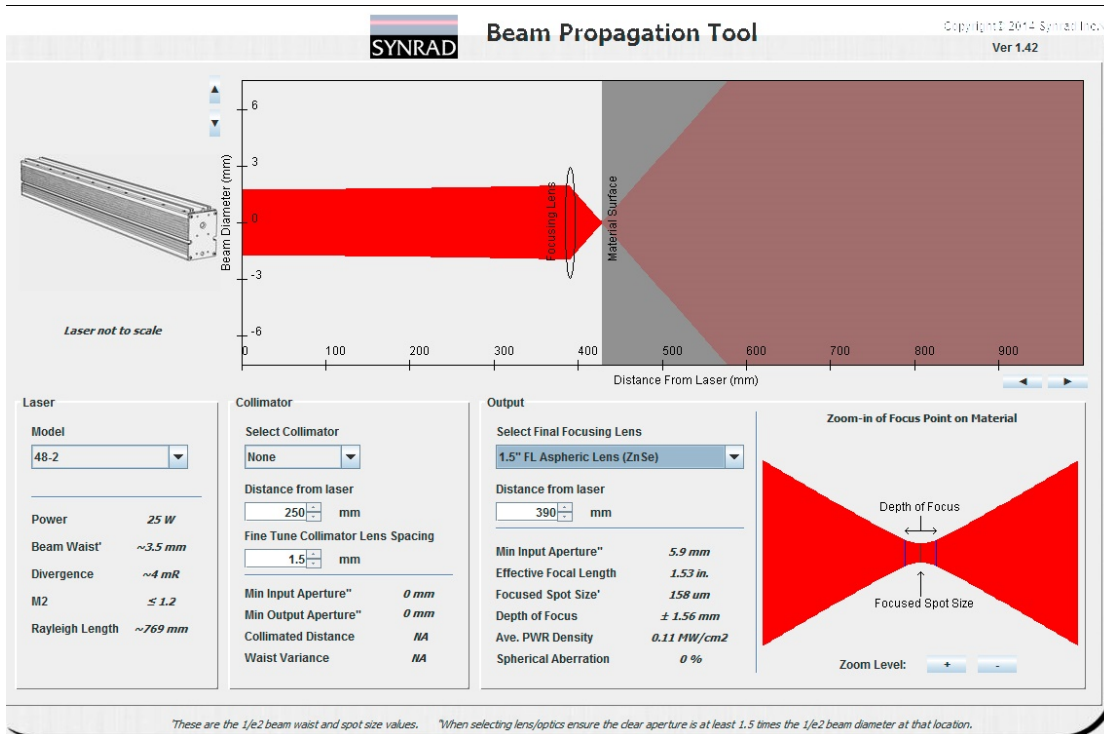 SYNRAD
Beam Propagation Tool
Copyright 2014 Synrad Inc.
Ver 1.42
Beam Diameter (mm)
6
3
0
-3
-6
Focusing Lens
Material Surface
Laser not to scale
0 100 200 300 400 500 600 700 800 900
Distance From Laser (mm)
Laser
Model
48-2
Power 25 W
Beam Waist' ~3.5 mm
Divergence ~4 mR
M2 ≤ 1.2
Rayleigh Length ~769 mm
Collimator
Select Collimator
None
Distance from laser
250 mm
Fine Tune Collimator Lens Spacing
1.5 mm
Min Input Aperture" 0 mm
Min Output Aperture" 0 mm
Collimated Distance NA
Waist Variance NA
Output
Select Final Focusing Lens
1.5" FL Aspheric Lens (ZnSe)
Distance from laser
390 mm
Min Input Aperture" 5.9 mm
Effective Focal Length 1.53 in.
Focused Spot Size' 158 um
Depth of Focus ± 1.56 mm
Ave. PWR Density 0.11 MW/cm2
Spherical Aberration 0 %
Zoom-in of Focus Point on Material
Depth of Focus
Focused Spot Size
Zoom Level: + -
'These are the 1/e2 beam waist and spot size values. "When selecting lens/optics ensure the clear aperture is at least 1.5 times the 1/e2 beam diameter at that location.